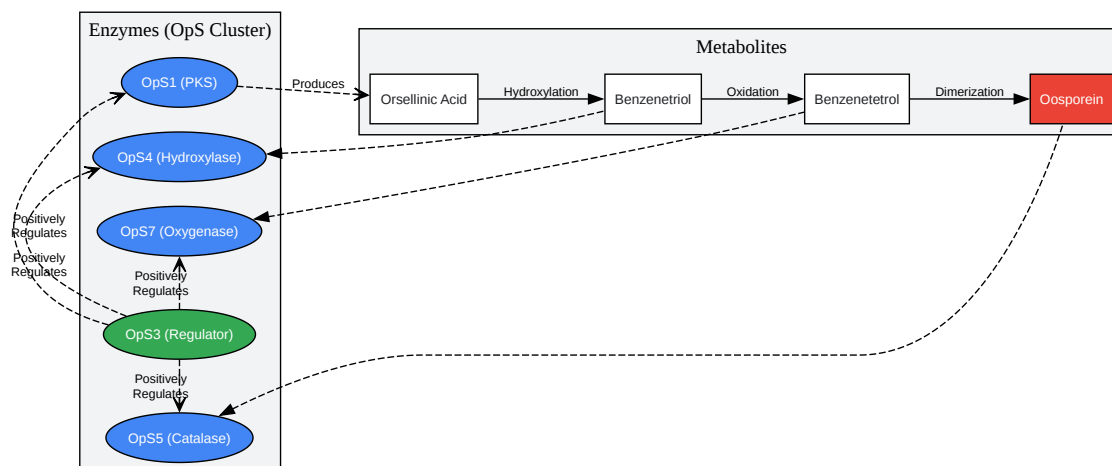 Enzymes (OpS Cluster)
OpS1 (PKS)
OpS4 (Hydroxylase)
OpS7 (Oxygenase)
OpS3 (Regulator)
OpS5 (Catalase)
Positively
Regulates
Positively
Regulates
Positively
Regulates
Positively
Regulates
Produces
Metabolites
Orsellinic Acid
Hydroxylation
Benzenetriol
Oxidation
Benzenetetrol
Dimerization
Oosporein